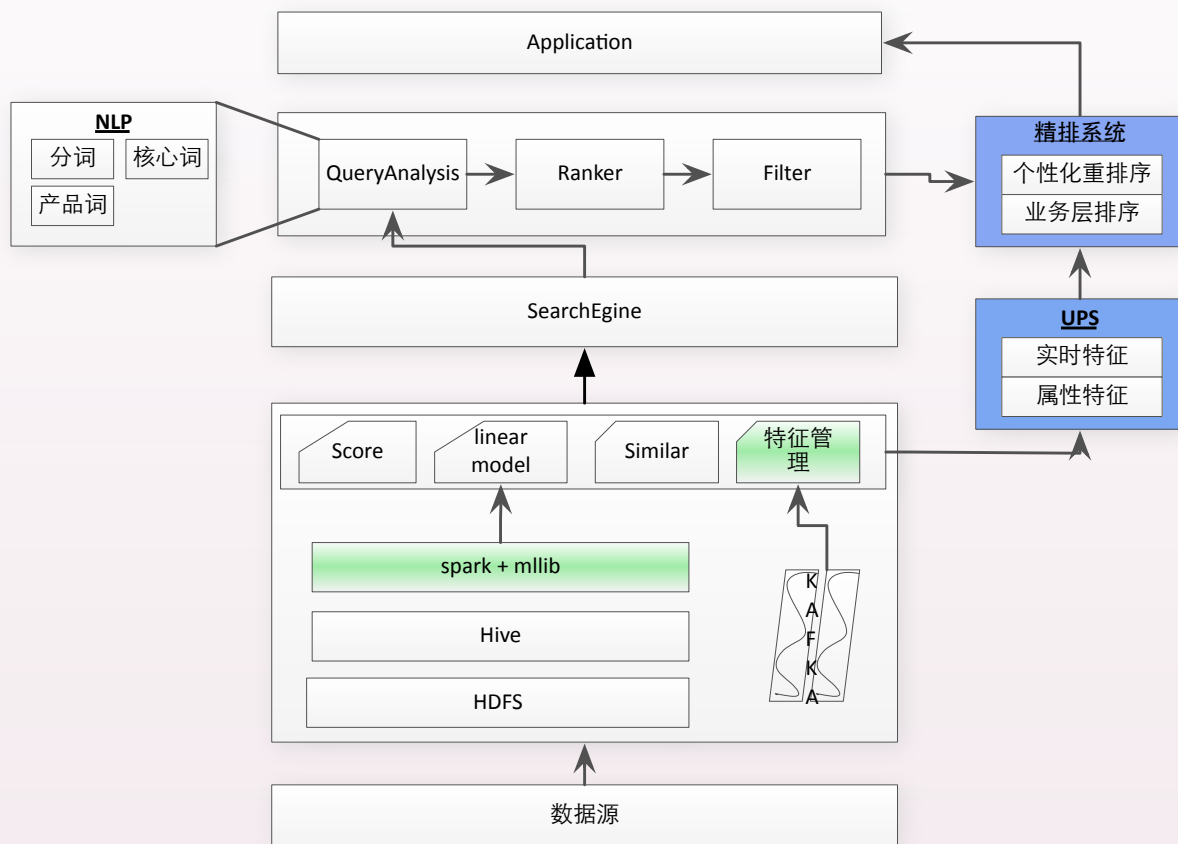 Application
NLP
分词
核心词
产品词
QueryAnalysis
Ranker
Filter
精排系统
个性化重排序
业务层排序
SearchEgine
UPS
实时特征
属性特征
Score
linear
model
Similar
特征管
理
spark + mllib
Hive
HDFS
K
A
F
K
A
数据源